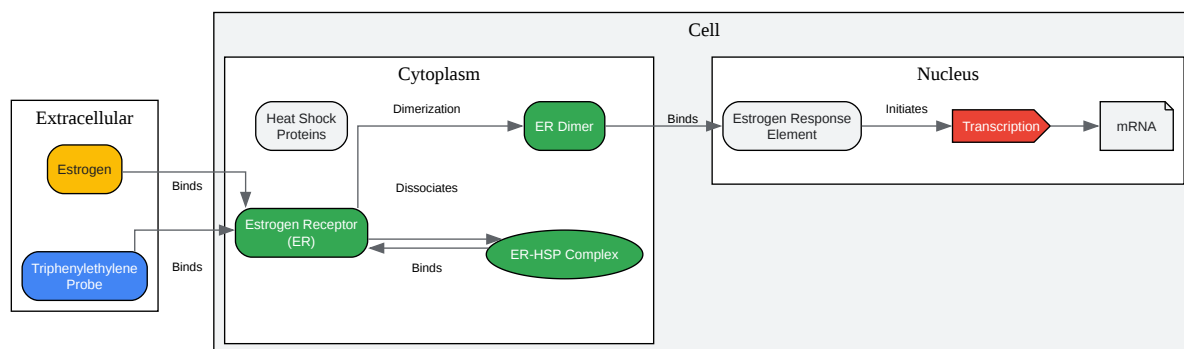 Cell
Extracellular
Estrogen
Triphenylethylene
Probe
Binds
Binds
Cytoplasm
Heat Shock
Proteins
Dimerization
ER Dimer
Dissociates
Estrogen Receptor
(ER)
ER-HSP Complex
Binds
Binds
Nucleus
Estrogen Response
Element
Initiates
Transcription
mRNA